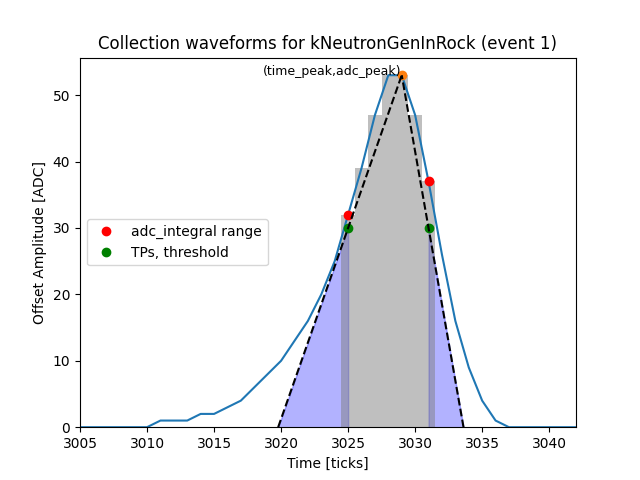 Collection waveforms for kNeutronGenInRock (event 1)
(time_peak,adc_peak)
50
40
30
20
10
0
Offset Amplitude [ADC]
adc_integral range
TPs, threshold
3005 3010 3015 3020 3025 3030 3035 3040
Time [ticks]